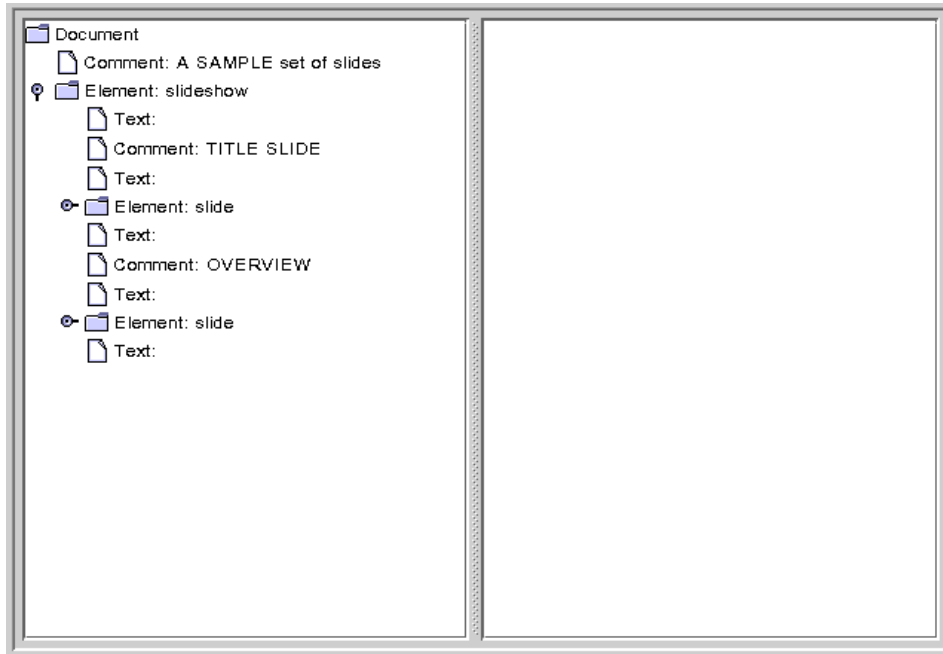 Document
Comment: A SAMPLE set of slides
Element: slideshow
Text:
Comment: TITLE SLIDE
Text:
Element: slide
Text:
Comment: OVERVIEW
Text:
Element: slide
Text: